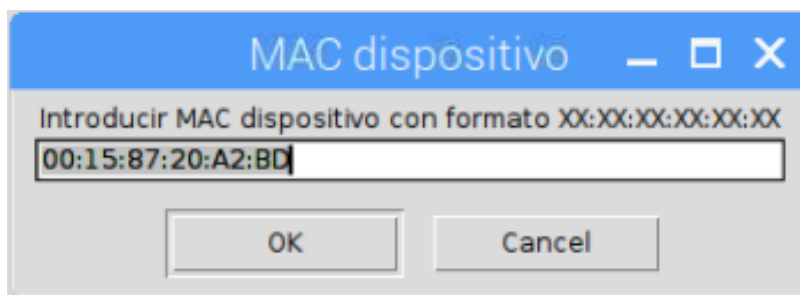 MAC dispositivo
Introducir MAC dispositivo con formato XX:XX:XX:XX:XX:XX
00:15:87:20:A2:BD
OK Cancel